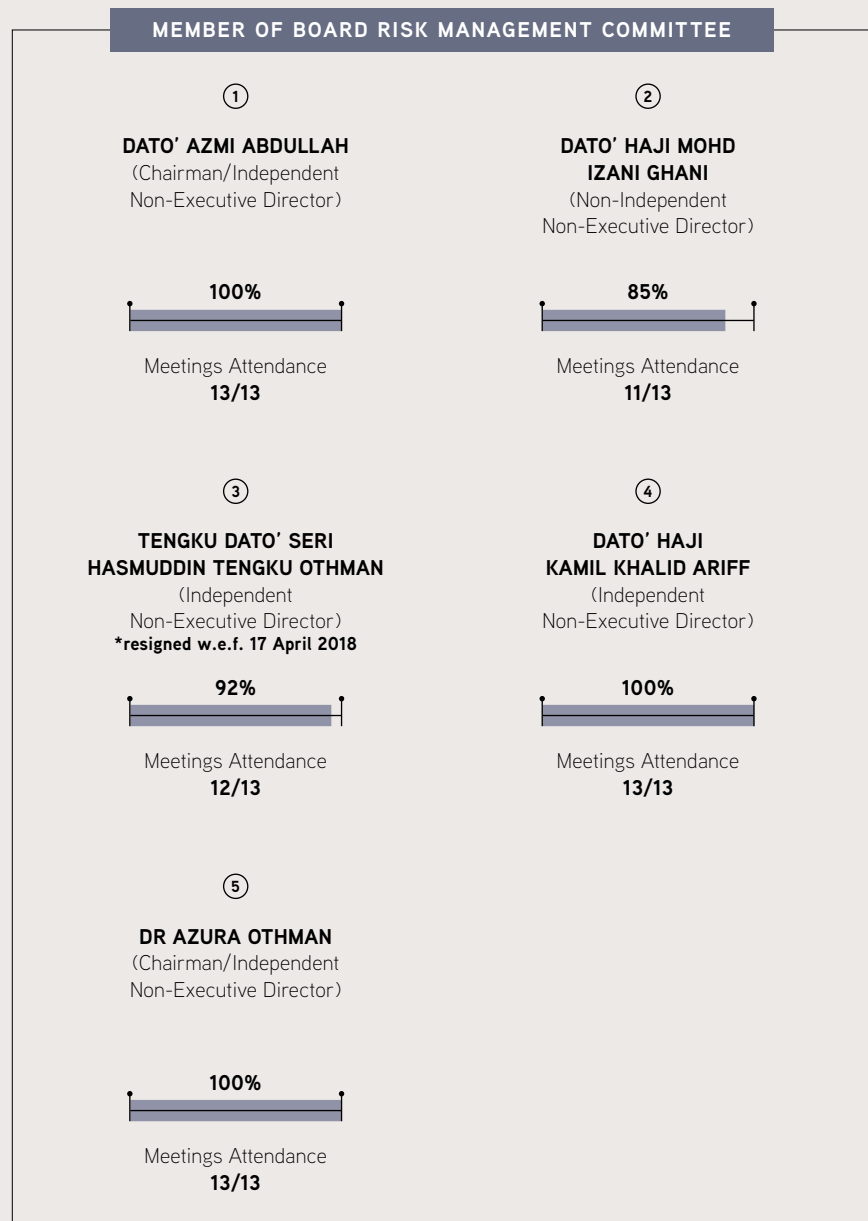 MEMBER OF BOARD RISK MANAGEMENT COMMITTEE
1
DATO’ AZMI ABDULLAH
(Chairman/Independent
Non-Executive Director)
100%
Meetings Attendance
13/13
2
DATO’ HAJI MOHD
IZANI GHANI
(Non-Independent
Non-Executive Director)
85%
Meetings Attendance
11/13
3
TENGKU DATO’ SERI
HASMUDDIN TENGKU OTHMAN
(Independent
Non-Executive Director)
*resigned w.e.f. 17 April 2018
92%
Meetings Attendance
12/13
4
DATO’ HAJI
KAMIL KHALID ARIFF
(Independent
Non-Executive Director)
100%
Meetings Attendance
13/13
5
DR AZURA OTHMAN
(Chairman/Independent
Non-Executive Director)
100%
Meetings Attendance
13/13